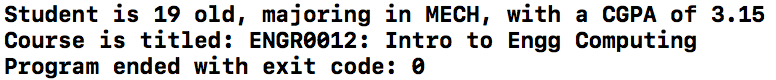 Student is 19 old, majoring in MECH, with a CGPA of 3.15
Course is titled: ENGR0012: Intro to Engg Computing
Program ended with exit code: 0